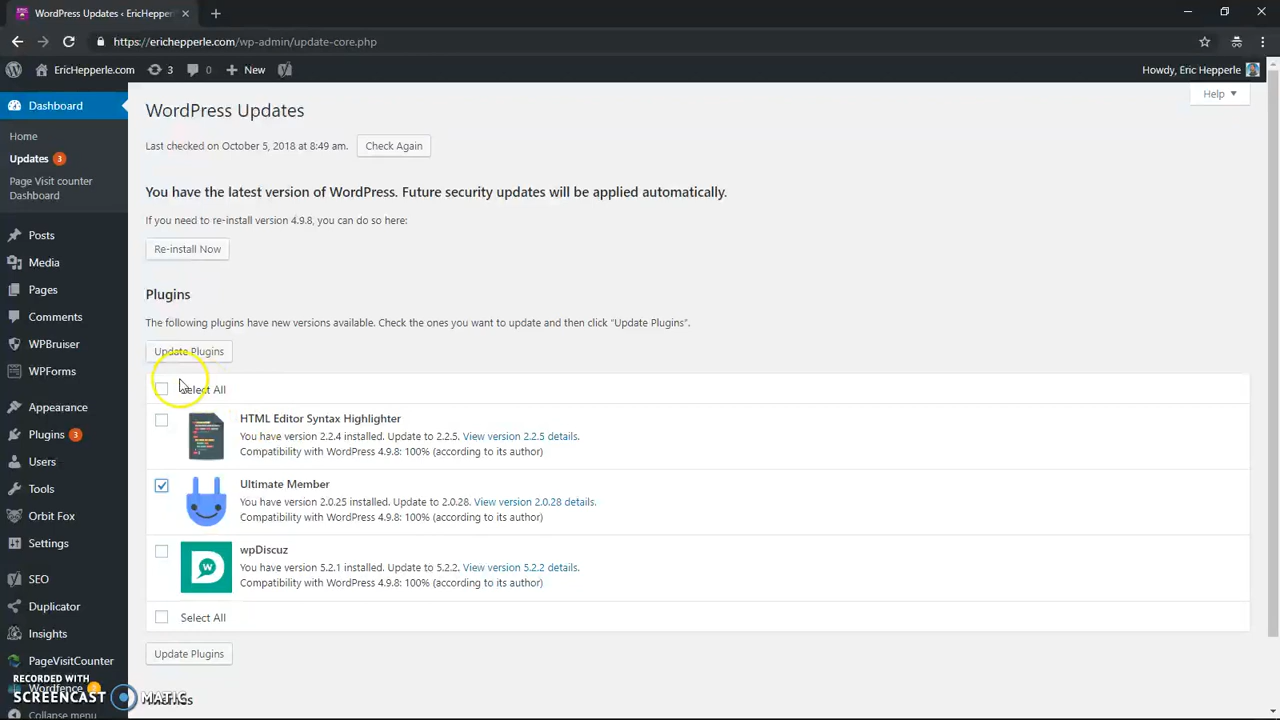 WordPress Updates ‹ EricHepperle
https://erichepperle.com/wp-admin/update-core.php
EricHepperle.com
3
0
New
Howdy, Eric Hepperle
Dashboard
Home
Updates 3
Page Visit counter
Dashboard
Posts
Media
Pages
Comments
WPBruiser
WPForms
Appearance
Plugins 3
Users
Tools
Orbit Fox
Settings
SEO
Duplicator
Insights
PageVisitCounter
Wordfence
Collapse menu
Help
WordPress Updates
Last checked on October 5, 2018 at 8:49 am.
Check Again
You have the latest version of WordPress. Future security updates will be applied automatically.
If you need to re-install version 4.9.8, you can do so here:
Re-install Now
Plugins
The following plugins have new versions available. Check the ones you want to update and then click “Update Plugins”.
Update Plugins
Select All
HTML Editor Syntax Highlighter
You have version 2.2.4 installed. Update to 2.2.5. View version 2.2.5 details.
Compatibility with WordPress 4.9.8: 100% (according to its author)
Ultimate Member
You have version 2.0.25 installed. Update to 2.0.28. View version 2.0.28 details.
Compatibility with WordPress 4.9.8: 100% (according to its author)
wpDiscuz
You have version 5.2.1 installed. Update to 5.2.2. View version 5.2.2 details.
Compatibility with WordPress 4.9.8: 100% (according to its author)
Select All
Update Plugins
RECORDED WITH
SCREENCAST MATIC